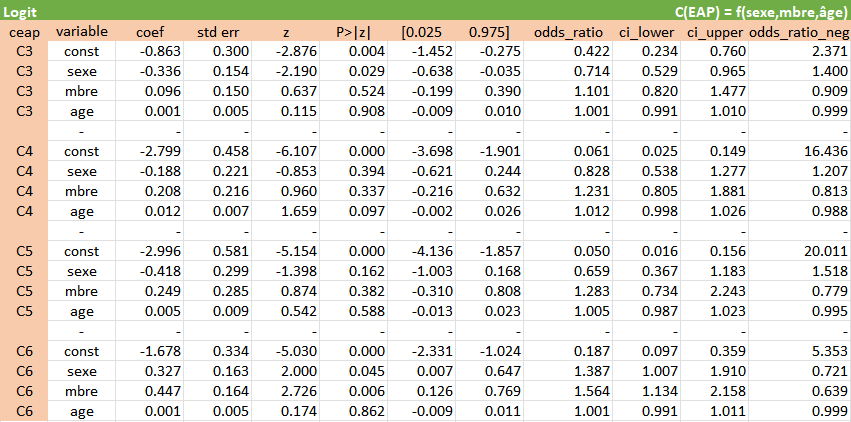 Logit C(EAP) = f(sexe,mbre,âge)
ceap variable coef std err z P>|z| [0.025 0.975] odds_ratio ci_lower ci_upper odds_ratio_neg
C3 const -0.863 0.300 -2.876 0.004 -1.452 -0.275 0.422 0.234 0.760 2.371
C3 sexe -0.336 0.154 -2.190 0.029 -0.638 -0.035 0.714 0.529 0.965 1.400
C3 mbre 0.096 0.150 0.637 0.524 -0.199 0.390 1.101 0.820 1.477 0.909
C3 age 0.001 0.005 0.115 0.908 -0.009 0.010 1.001 0.991 1.010 0.999
- - - - - - - - - - -
C4 const -2.799 0.458 -6.107 0.000 -3.698 -1.901 0.061 0.025 0.149 16.436
C4 sexe -0.188 0.221 -0.853 0.394 -0.621 0.244 0.828 0.538 1.277 1.207
C4 mbre 0.208 0.216 0.960 0.337 -0.216 0.632 1.231 0.805 1.881 0.813
C4 age 0.012 0.007 1.659 0.097 -0.002 0.026 1.012 0.998 1.026 0.988
- - - - - - - - - - -
C5 const -2.996 0.581 -5.154 0.000 -4.136 -1.857 0.050 0.016 0.156 20.011
C5 sexe -0.418 0.299 -1.398 0.162 -1.003 0.168 0.659 0.367 1.183 1.518
C5 mbre 0.249 0.285 0.874 0.382 -0.310 0.808 1.283 0.734 2.243 0.779
C5 age 0.005 0.009 0.542 0.588 -0.013 0.023 1.005 0.987 1.023 0.995
- - - - - - - - - - -
C6 const -1.678 0.334 -5.030 0.000 -2.331 -1.024 0.187 0.097 0.359 5.353
C6 sexe 0.327 0.163 2.000 0.045 0.007 0.647 1.387 1.007 1.910 0.721
C6 mbre 0.447 0.164 2.726 0.006 0.126 0.769 1.564 1.134 2.158 0.639
C6 age 0.001 0.005 0.174 0.862 -0.009 0.011 1.001 0.991 1.011 0.999